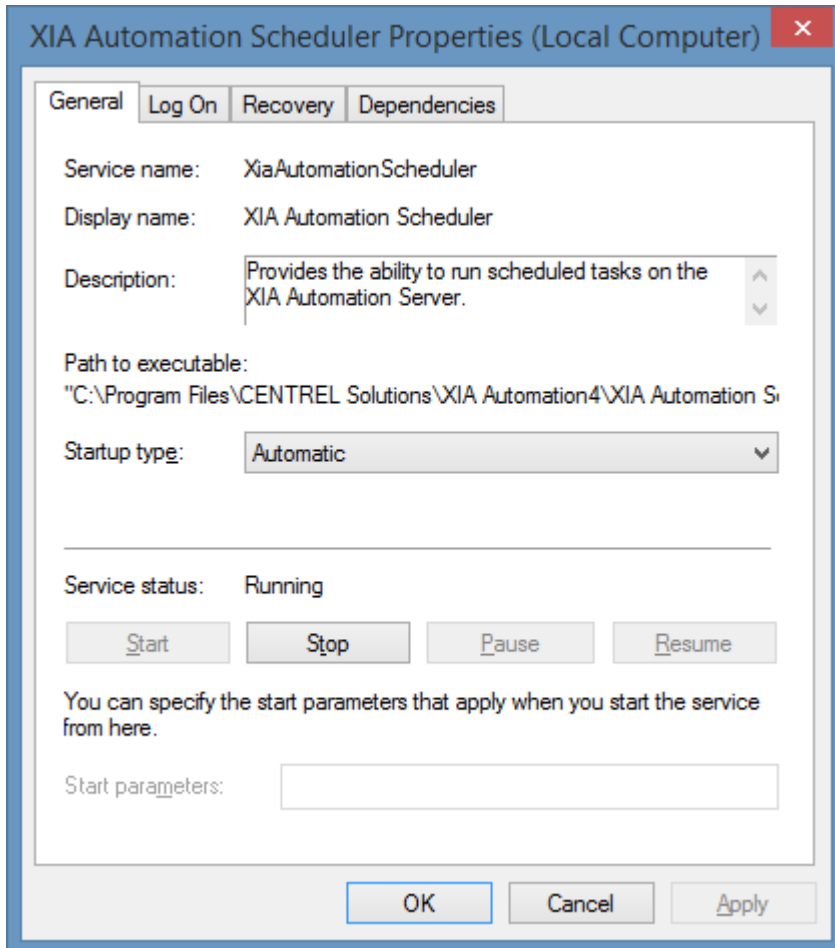 XIA Automation Scheduler Properties (Local Computer)
General Log On Recovery Dependencies
Service name: XiaAutomationScheduler
Display name: XIA Automation Scheduler
Description: Provides the ability to run scheduled tasks on the
XIA Automation Server.
Path to executable:
"C:\Program Files\CENTREL Solutions\XIA Automation4\XIA Automation S
Startup type: Automatic
Service status: Running
Start Stop Pause Resume
You can specify the start parameters that apply when you start the service
from here.
Start parameters:
OK Cancel Apply